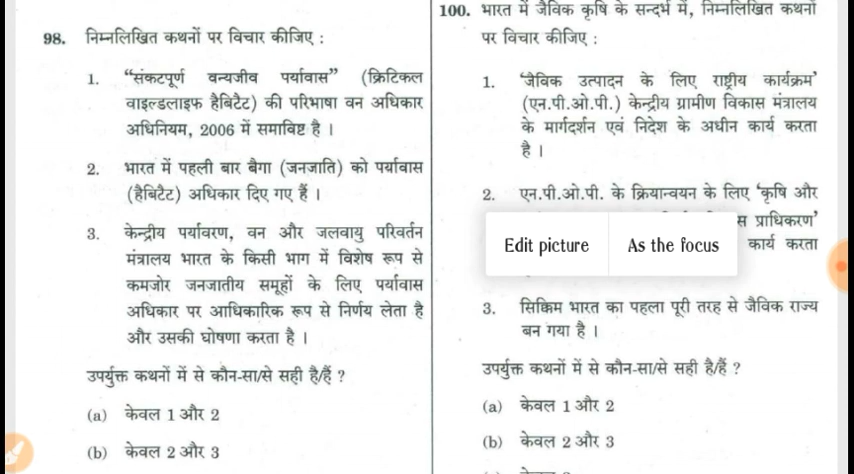 98. निम्नलिखित कथनों पर विचार कीजिए :
1. “संकटपूर्ण वन्यजीव पर्यावास” (क्रिटिकल
वाइल्डलाइफ हैबिटैट) की परिभाषा वन अधिकार
अधिनियम, 2006 में समाविष्ट है ।
2. भारत में पहली बार बैगा (जनजाति) को पर्यावास
(हैबिटैट) अधिकार दिए गए हैं ।
3. केन्द्रीय पर्यावरण, वन और जलवायु परिवर्तन
मंत्रालय भारत के किसी भाग में विशेष रूप से
कमजोर जनजातीय समूहों के लिए पर्यावास
अधिकार पर आधिकारिक रूप से निर्णय लेता है
और उसकी घोषणा करता है ।
उपर्युक्त कथनों में से कौन-सा/से सही है/हैं ?
(a) केवल 1 और 2
(b) केवल 2 और 3
100. भारत में जैविक कृषि के सन्दर्भ में, निम्नलिखित कथनों
पर विचार कीजिए :
1. ‘जैविक उत्पादन के लिए राष्ट्रीय कार्यक्रम’
(एन.पी.ओ.पी.) केन्द्रीय ग्रामीण विकास मंत्रालय
के मार्गदर्शन एवं निदेश के अधीन कार्य करता
है ।
2. एन.पी.ओ.पी. के क्रियान्वयन के लिए ‘कृषि और
प्राधिकरण’
Edit picture As the focus
कार्य करता
3. सिक्किम भारत का पहला पूरी तरह से जैविक राज्य
बन गया है ।
उपर्युक्त कथनों में से कौन-सा/से सही है/हैं ?
(a) केवल 1 और 2
(b) केवल 2 और 3